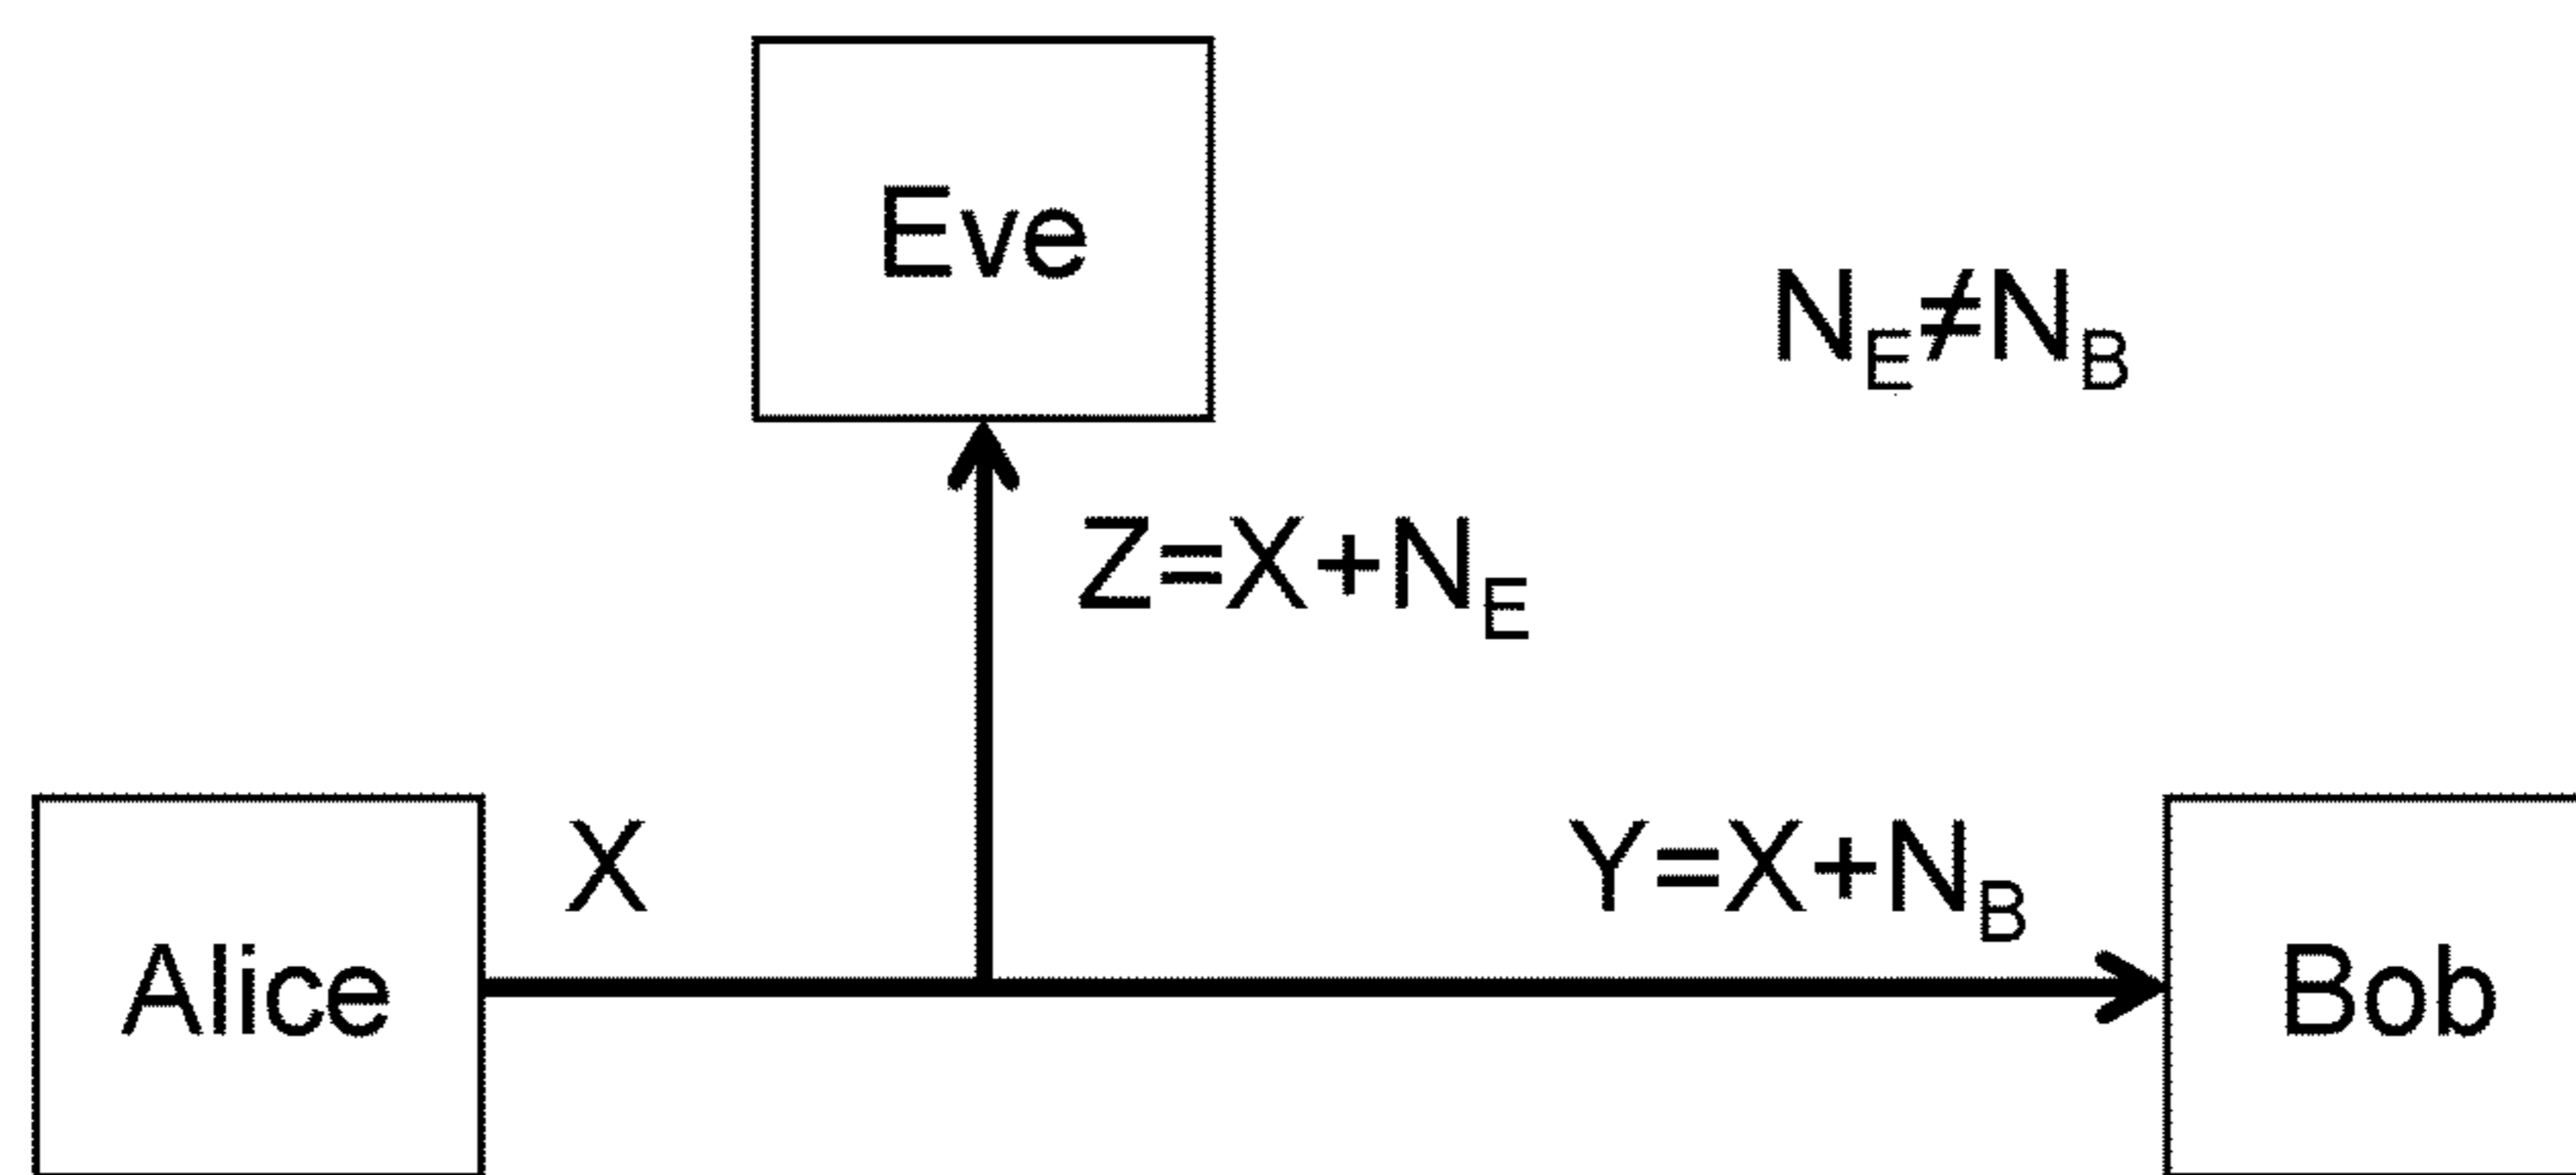 Eve
N_E≠N_B
Z=X+N_E
X
Y=X+N_B
Alice
Bob